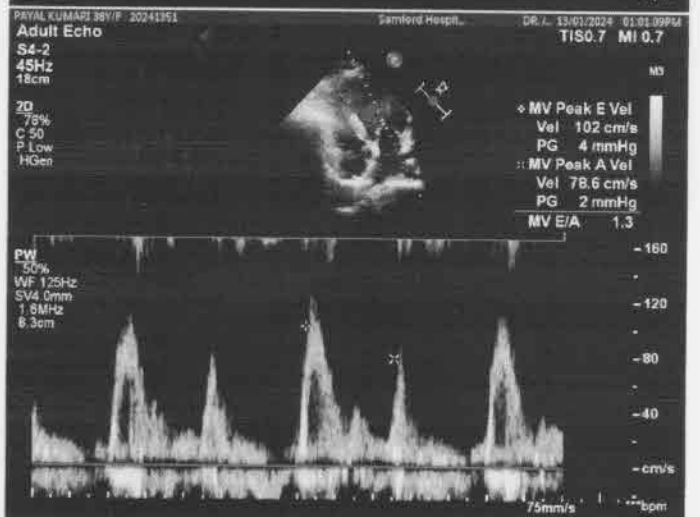 PAYAL KUMARI 38Y/F 20241351 Samford Hospit.. DR./.. 13/01/2024 01:01:09PM
Adult Echo
TIS0.7 MI 0.7
S4-2
45Hz
18cm
M3
2D
78%
C 50
P Low
HGen
MV Peak E Vel
Vel 102 cm/s
PG 4 mmHg
MV Peak A Vel
Vel 78.6 cm/s
PG 2 mmHg
MV E/A 1.3
PW
50%
WF 125Hz
SV4.0mm
1.6MHz
8.3cm
-160
-120
-80
-40
-cm/s
75mm/s
bpm